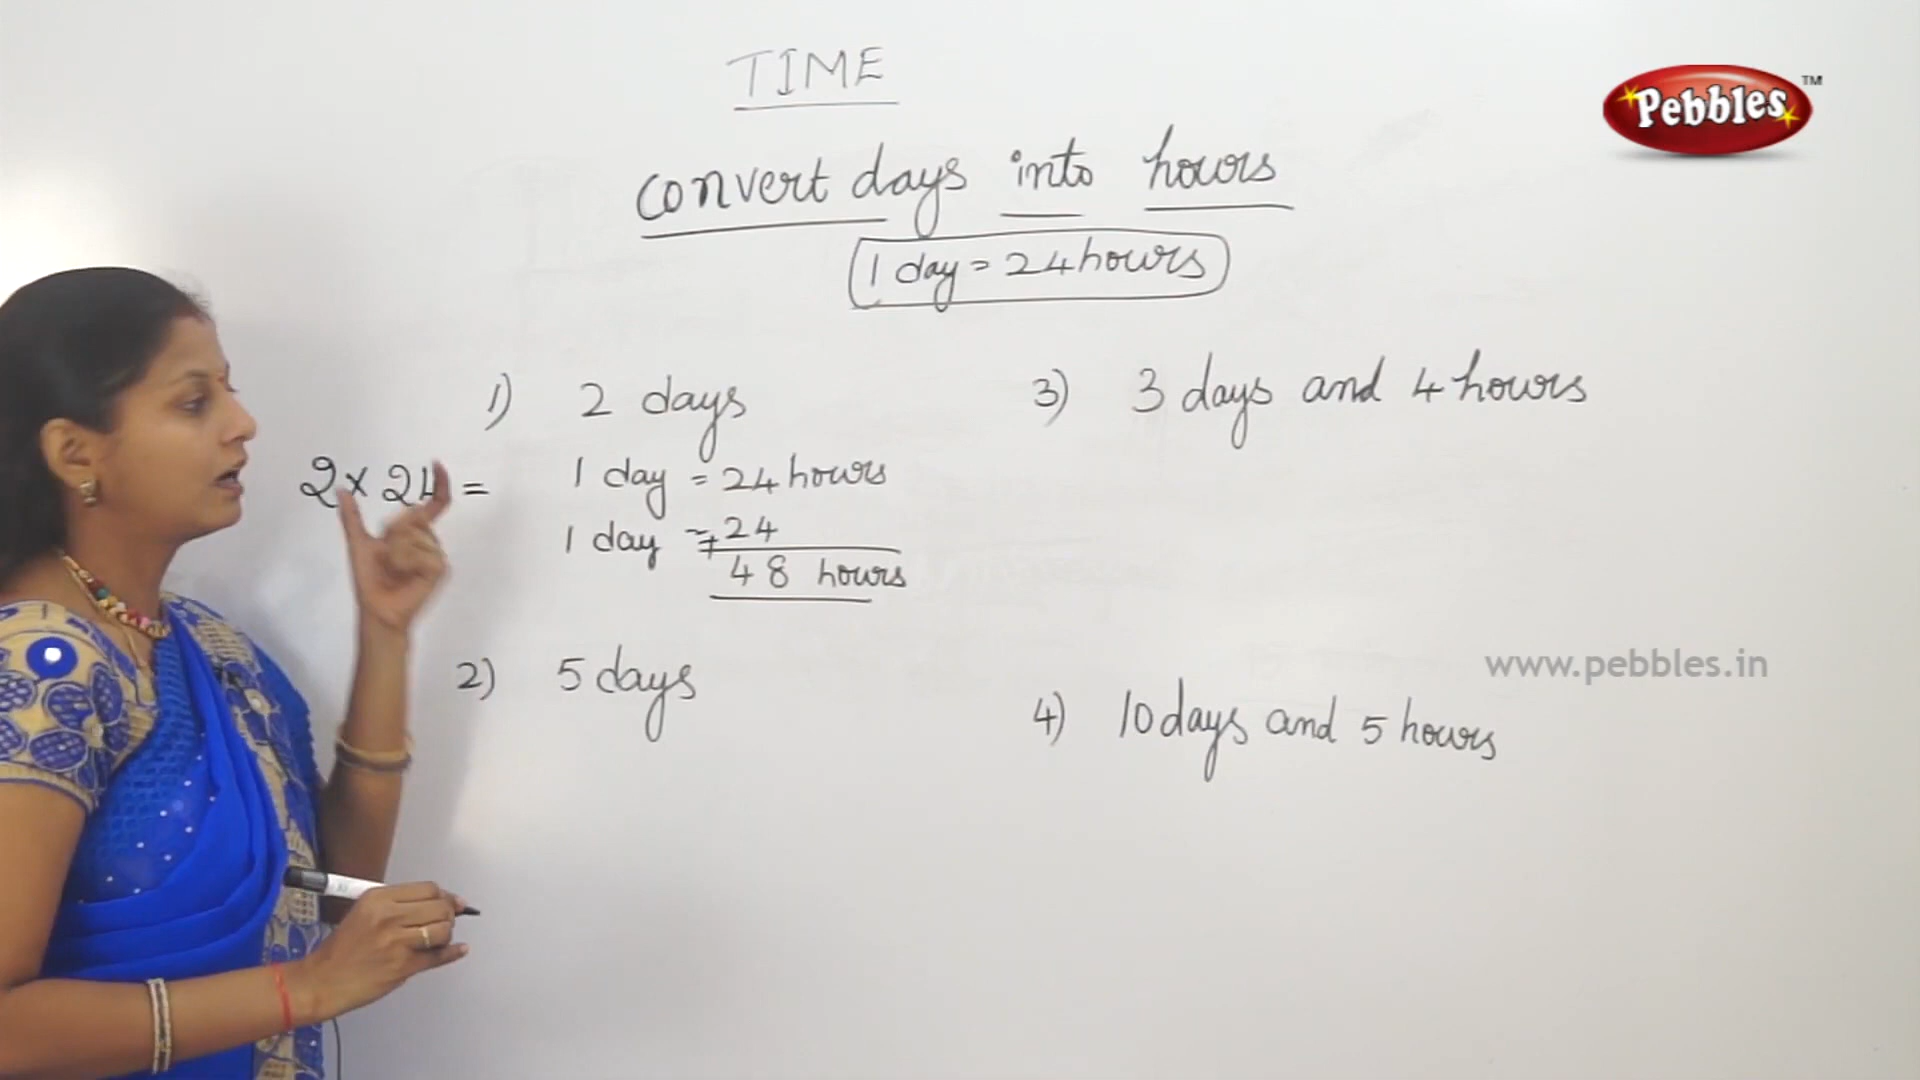 TIME
Pebbles TM
convert days into hours
1 day = 24 hours
1) 2 days
2 x 24 =
1 day = 24 hours
1 day = + 24
48 hours
2) 5 days
3) 3 days and 4 hours
www.pebbles.in
4) 10 days and 5 hours